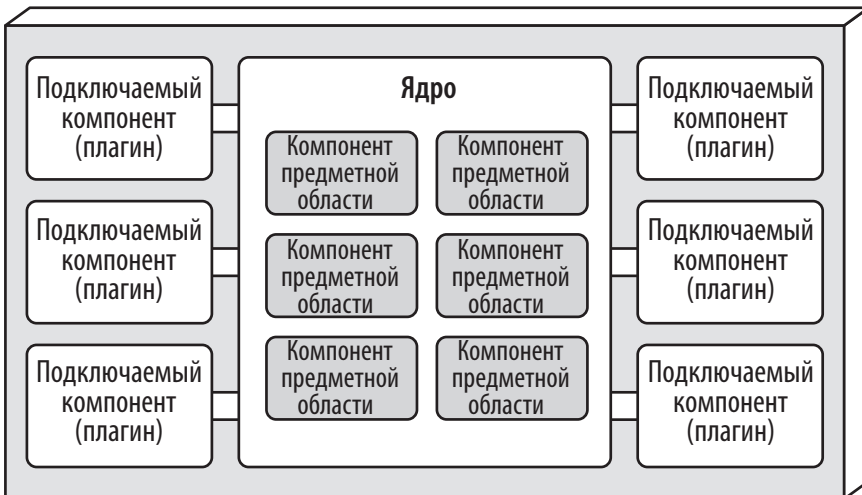 Подключаемый
компонент
(плагин)
Ядро
Подключаемый
компонент
(плагин)
Компонент
предметной
области
Компонент
предметной
области
Подключаемый
компонент
(плагин)
Компонент
предметной
области
Компонент
предметной
области
Подключаемый
компонент
(плагин)
Подключаемый
компонент
(плагин)
Компонент
предметной
области
Компонент
предметной
области
Подключаемый
компонент
(плагин)